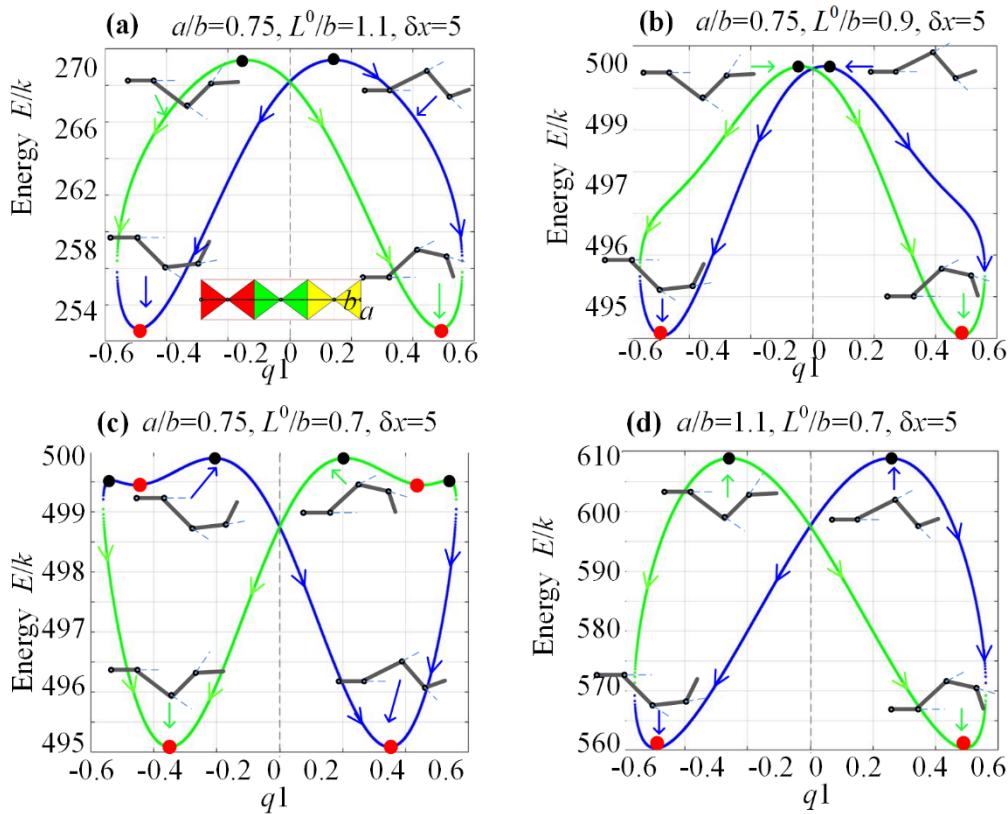 (a) a/b=0.75, L⁰/b=1.1, δx=5
Energy E/k
270
266
262
258
254
b
a
-0.6 -0.4 -0.2 0 0.2 0.4 0.6
q1
(b) a/b=0.75, L⁰/b=0.9, δx=5
Energy E/k
500
499
497
496
495
-0.6 -0.4 -0.2 0 0.2 0.4 0.6
q1
(c) a/b=0.75, L⁰/b=0.7, δx=5
Energy E/k
500
499
498
497
496
495
-0.6 -0.4 -0.2 0 0.2 0.4 0.6
q1
(d) a/b=1.1, L⁰/b=0.7, δx=5
Energy E/k
610
600
590
580
570
560
-0.6 -0.4 -0.2 0 0.2 0.4 0.6
q1